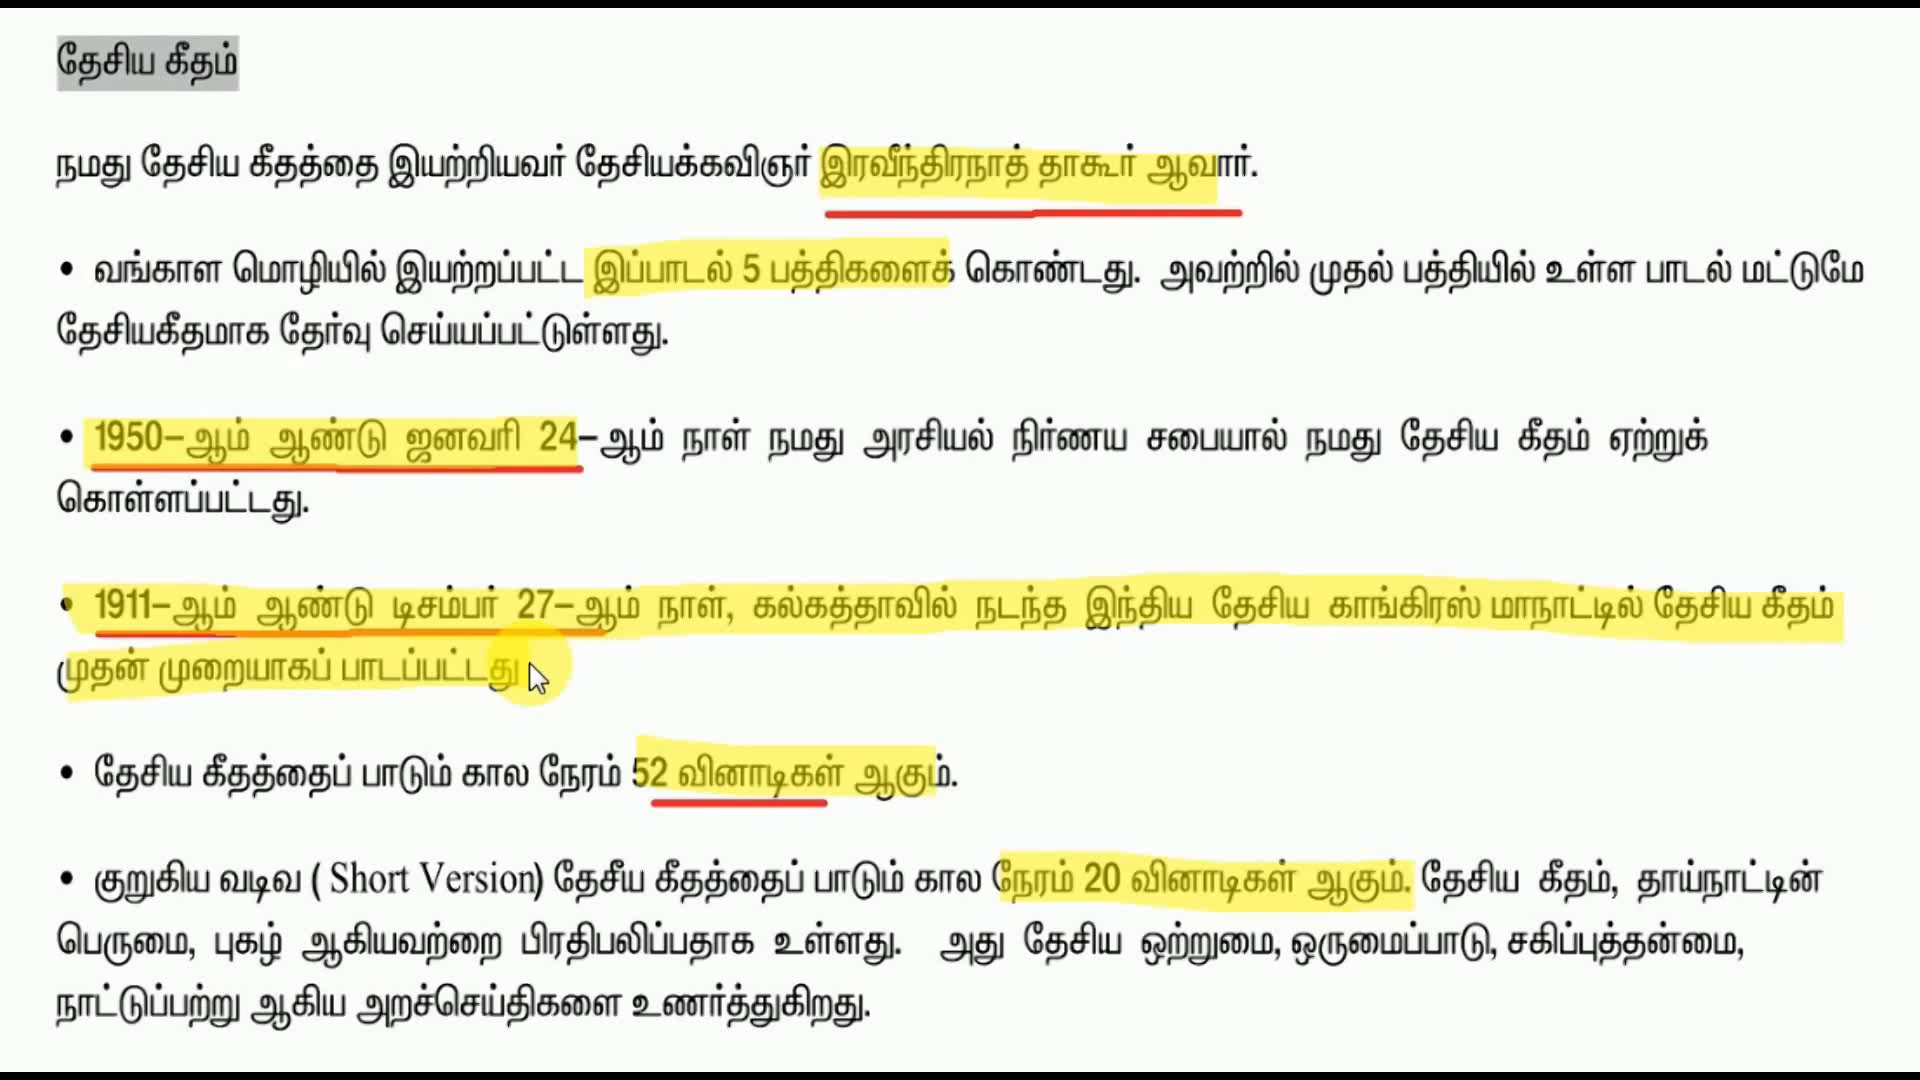 தேசிய கீதம்
நமது தேசிய கீதத்தை இயற்றியவர் தேசியக்கவிஞர் இரவீந்திரநாத் தாகூர் ஆவார்.
• வங்காள மொழியில் இயற்றப்பட்ட இப்பாடல் 5 பத்திகளைக் கொண்டது. அவற்றில் முதல் பத்தியில் உள்ள பாடல் மட்டுமே
தேசியகீதமாக தேர்வு செய்யப்பட்டுள்ளது.
• 1950–ஆம் ஆண்டு ஜனவரி 24–ஆம் நாள் நமது அரசியல் நிர்ணய சபையால் நமது தேசிய கீதம் ஏற்றுக்
கொள்ளப்பட்டது.
• 1911–ஆம் ஆண்டு டிசம்பர் 27–ஆம் நாள், கல்கத்தாவில் நடந்த இந்திய தேசிய காங்கிரஸ் மாநாட்டில் தேசிய கீதம்
முதன் முறையாகப் பாடப்பட்டது
• தேசிய கீதத்தைப் பாடும் கால நேரம் 52 வினாடிகள் ஆகும்.
• குறுகிய வடிவ ( Short Version) தேசீய கீதத்தைப் பாடும் கால நேரம் 20 வினாடிகள் ஆகும். தேசிய கீதம், தாய்நாட்டின்
பெருமை, புகழ் ஆகியவற்றை பிரதிபலிப்பதாக உள்ளது. அது தேசிய ஒற்றுமை, ஒருமைப்பாடு, சகிப்புத்தன்மை,
நாட்டுப்பற்று ஆகிய அறச்செய்திகளை உணர்த்துகிறது.